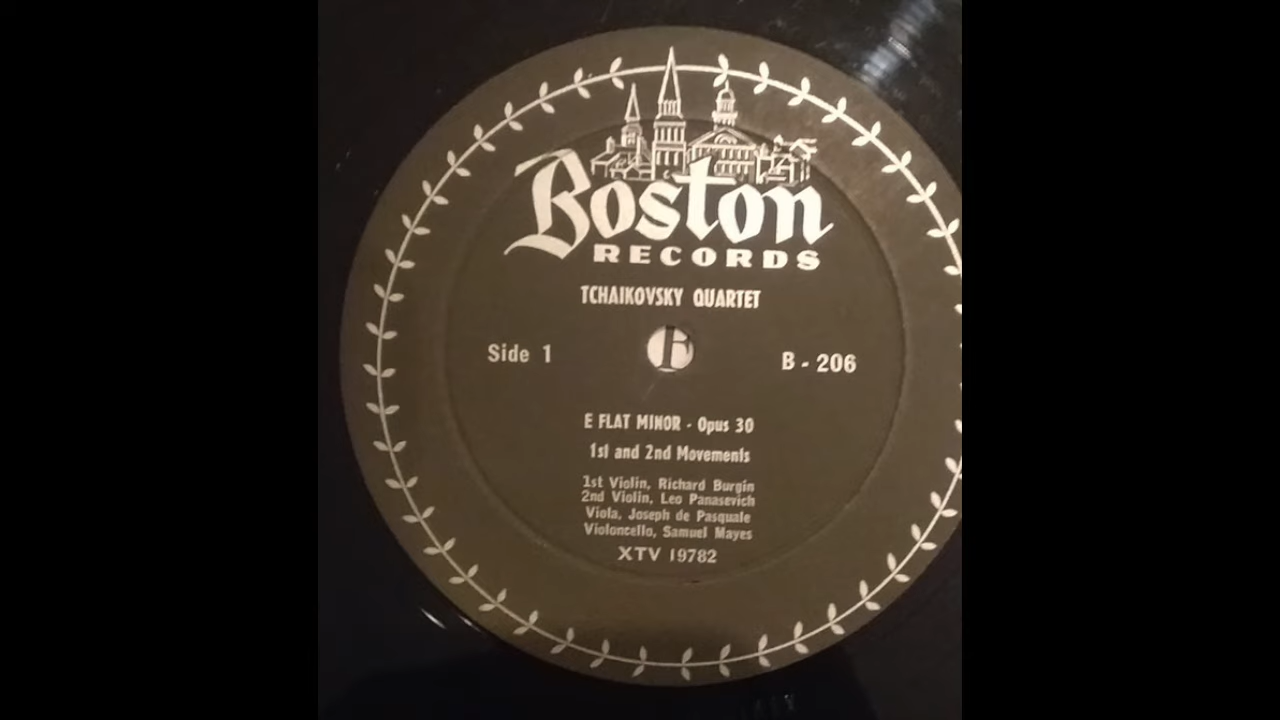 Boston
RECORDS
TCHAIKOVSKY QUARTET
Side 1
B - 206
E FLAT MINOR - Opus 30
1st and 2nd Movements
1st Violin, Richard Burgin
2nd Violin, Leo Panasevich
Viola, Joseph de Pasquale
Violoncello, Samuel Mayes
XTV 19782